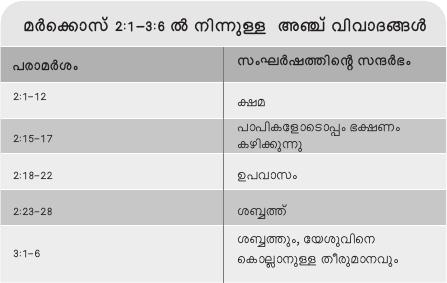 മർക്കൊസ് 2:1–3:6 ൽ നിന്നുള്ള അഞ്ച് വിവാദങ്ങൾ
പരാമർശം സംഘർഷത്തിന്റെ സന്ദർഭം
2:1-12 ക്ഷമ
2:15-17 പാപികളോടൊപ്പം ഭക്ഷണം
കഴിക്കുന്നു
2:18-22 ഉപവാസം
2:23-28 ശബ്ബത്ത്
3:1-6 ശബ്ബത്തും, യേശുവിനെ
കൊല്ലാനുള്ള തീരുമാനവും